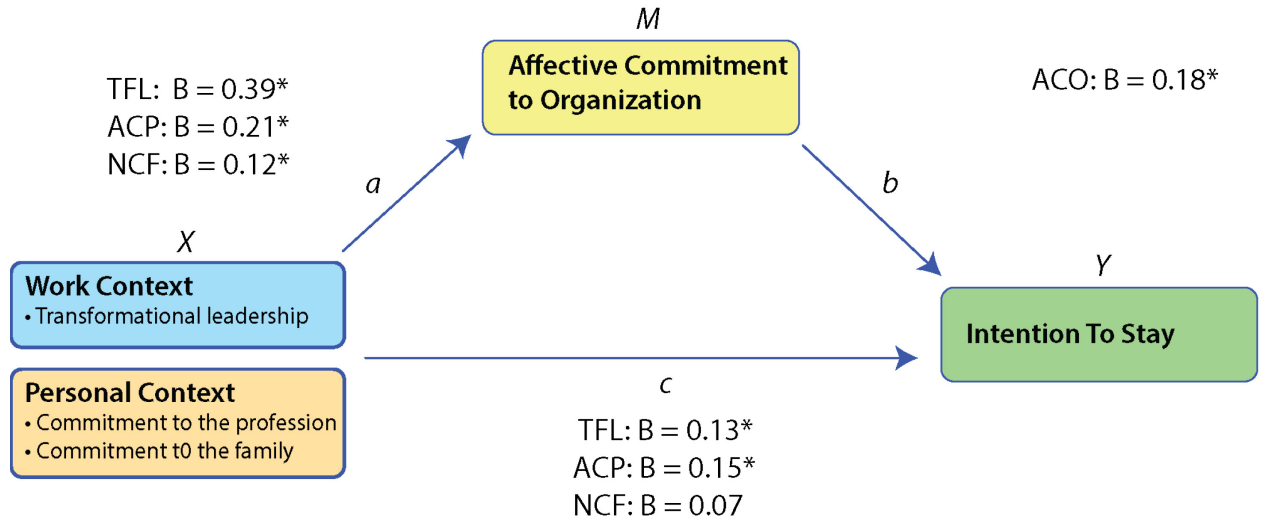 M
Affective Commitment
to Organization
TFL: B = 0.39*
ACP: B = 0.21*
NCF: B = 0.12*
ACO: B = 0.18*
a
b
X
Work Context
• Transformational leadership
Y
Intention To Stay
Personal Context
• Commitment to the profession
• Commitment t0 the family
c
TFL: B = 0.13*
ACP: B = 0.15*
NCF: B = 0.07